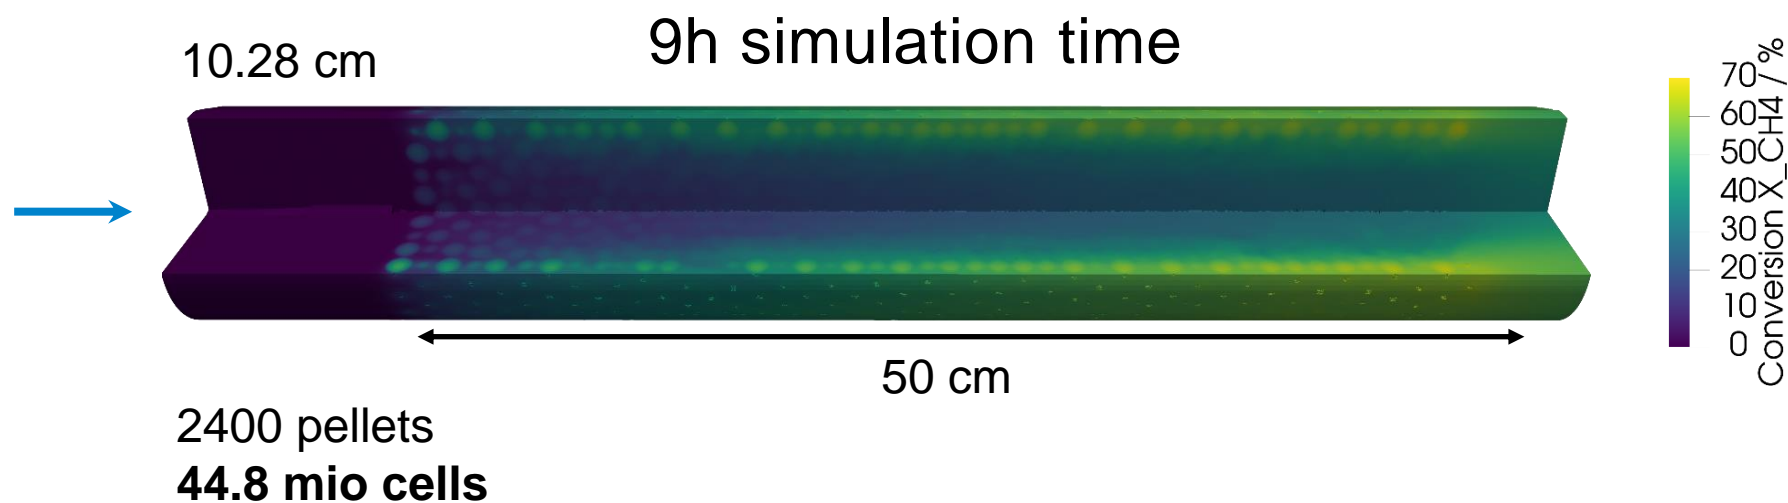 9h simulation time
10.28 cm
50 cm
2400 pellets
44.8 mio cells
70
60
50
40
30
20
10
0
Conversion X_CH4 / %